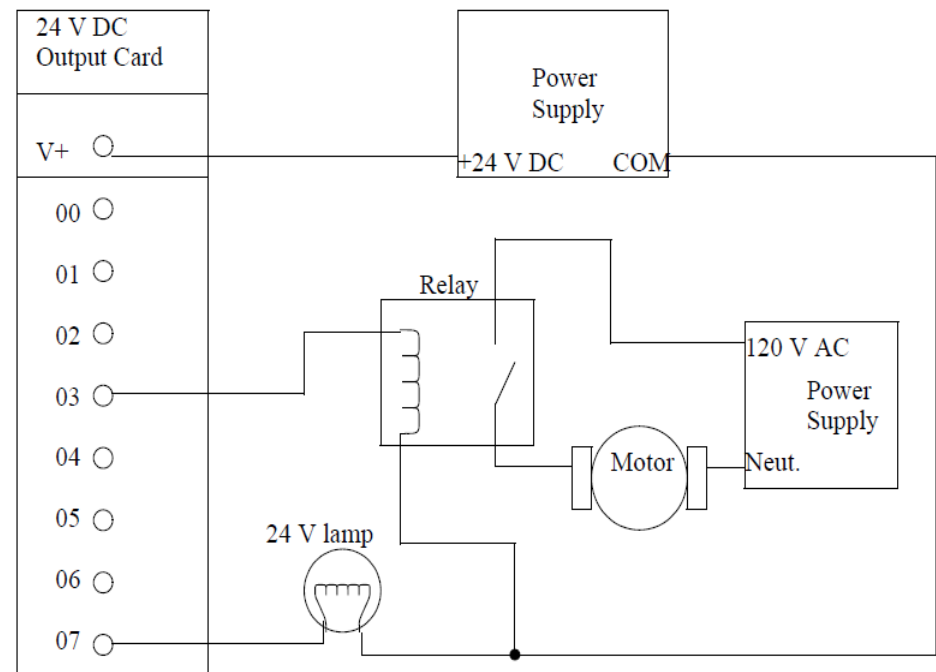 24 V DC
Output Card
V+
00
01
02
03
04
05
06
07
Power
Supply
+24 V DC
COM
Relay
120 V AC
Power
Supply
Neut.
Motor
24 V lamp